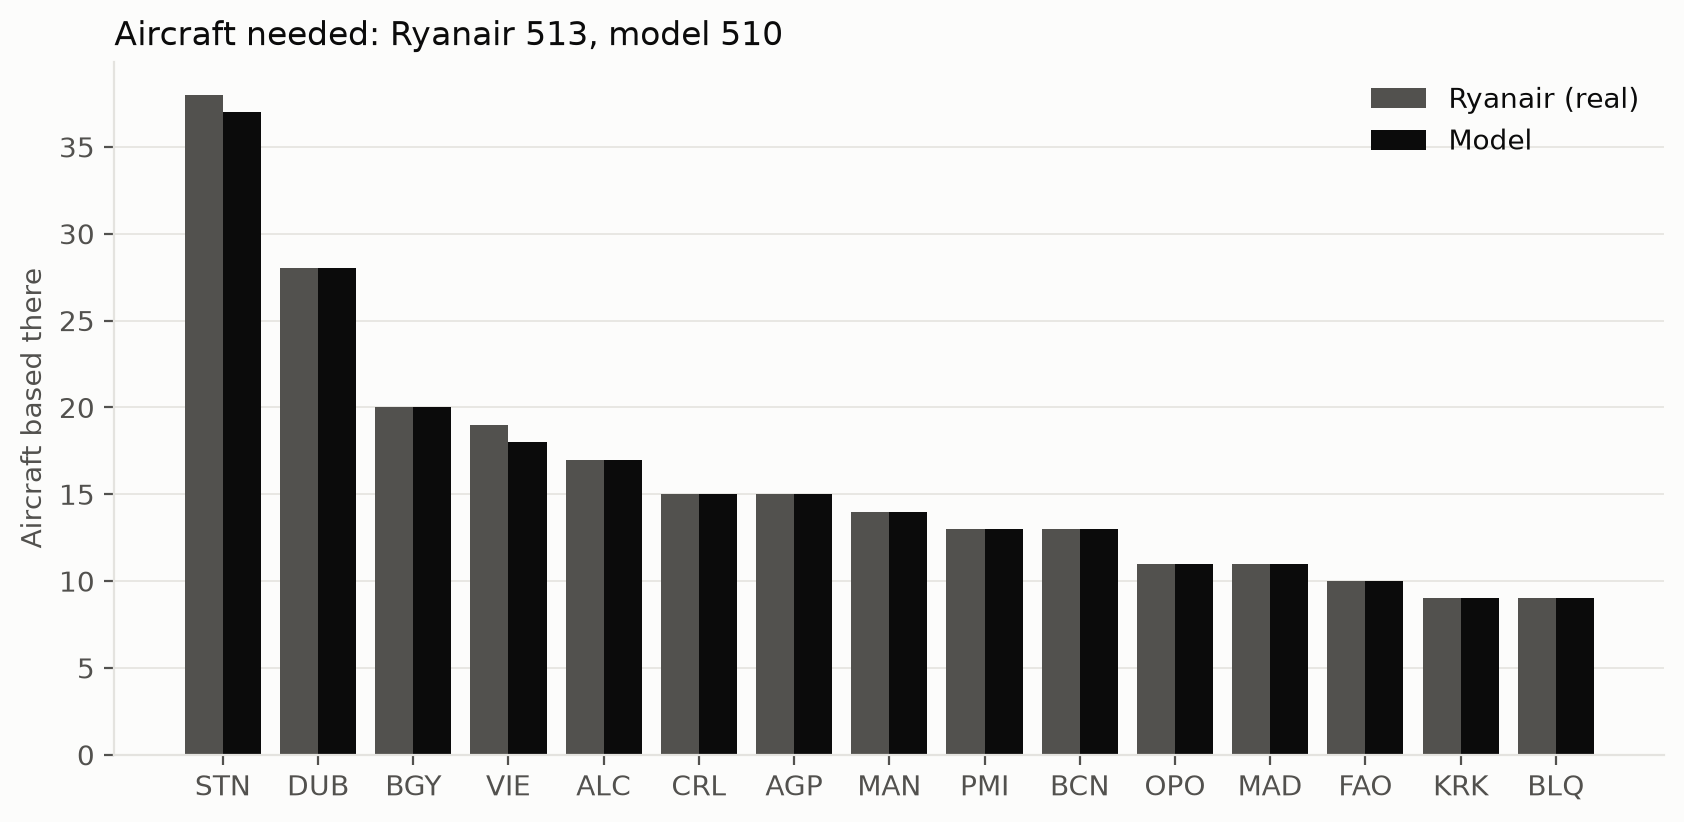 Aircraft needed: Ryanair 513, model 510
Ryanair (real)
Model
Aircraft based there
35
30
25
20
15
10
5
0
STN DUB BGY VIE ALC CRL AGP MAN PMI BCN OPO MAD FAO KRK BLQ